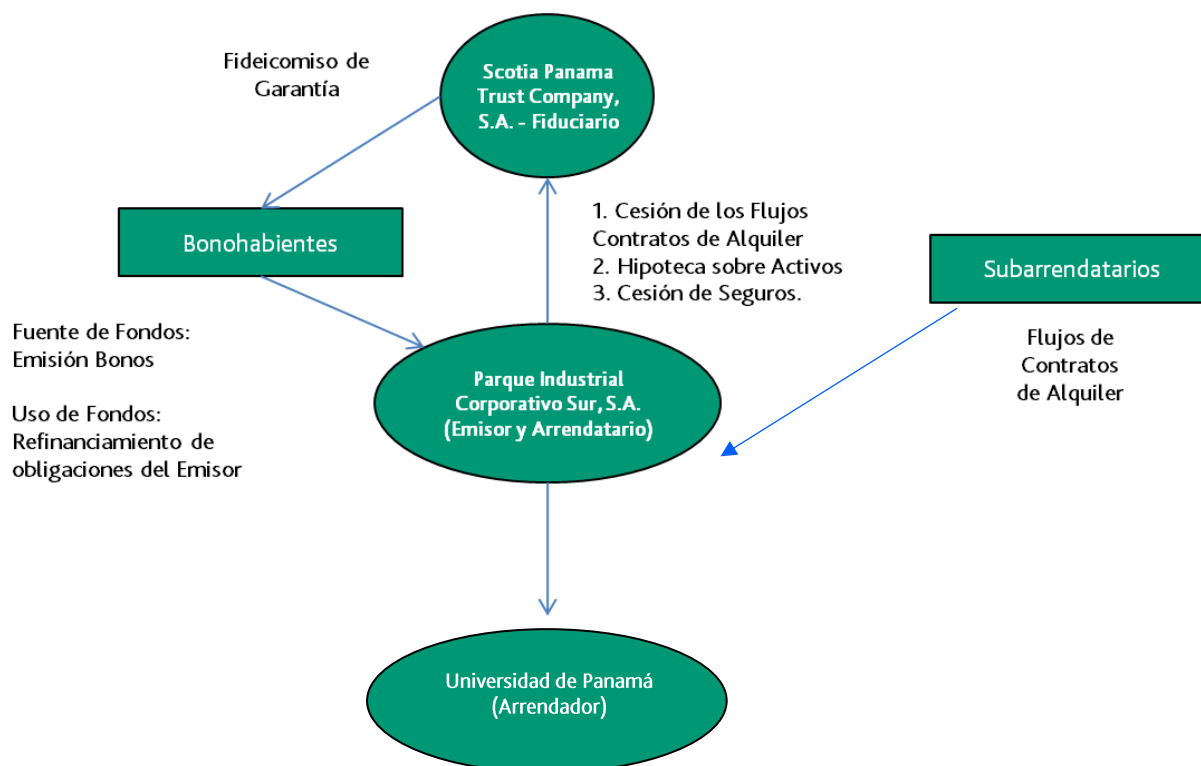 Fideicomiso de
Garantía
Scotia Panama
Trust Company,
S.A. - Fiduciario
Bonohabientes
1. Cesión de los Flujos
Contratos de Alquiler
2. Hipoteca sobre Activos
3. Cesión de Seguros.
Subarrendatarios
Fuente de Fondos:
Emisión Bonos
Uso de Fondos:
Refinanciamiento de
obligaciones del Emisor
Parque Industrial
Corporativo Sur, S.A.
(Emisor y Arrendatario)
Flujos de
Contratos
de Alquiler
Universidad de Panamá
(Arrendador)